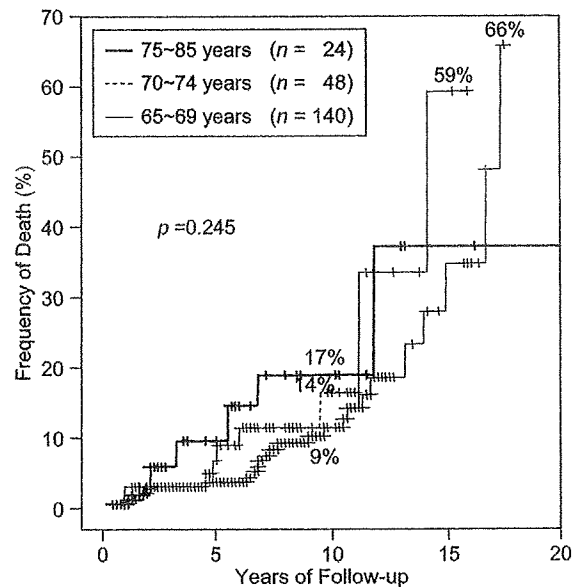 70
60
50
40
30
20
10
0
Frequency of Death (%)
75~85 years (n = 24)
70~74 years (n = 48)
65~69 years (n = 140)
p =0.245
66%
59%
17%
14%
9%
0 5 10 15 20
Years of Follow-up